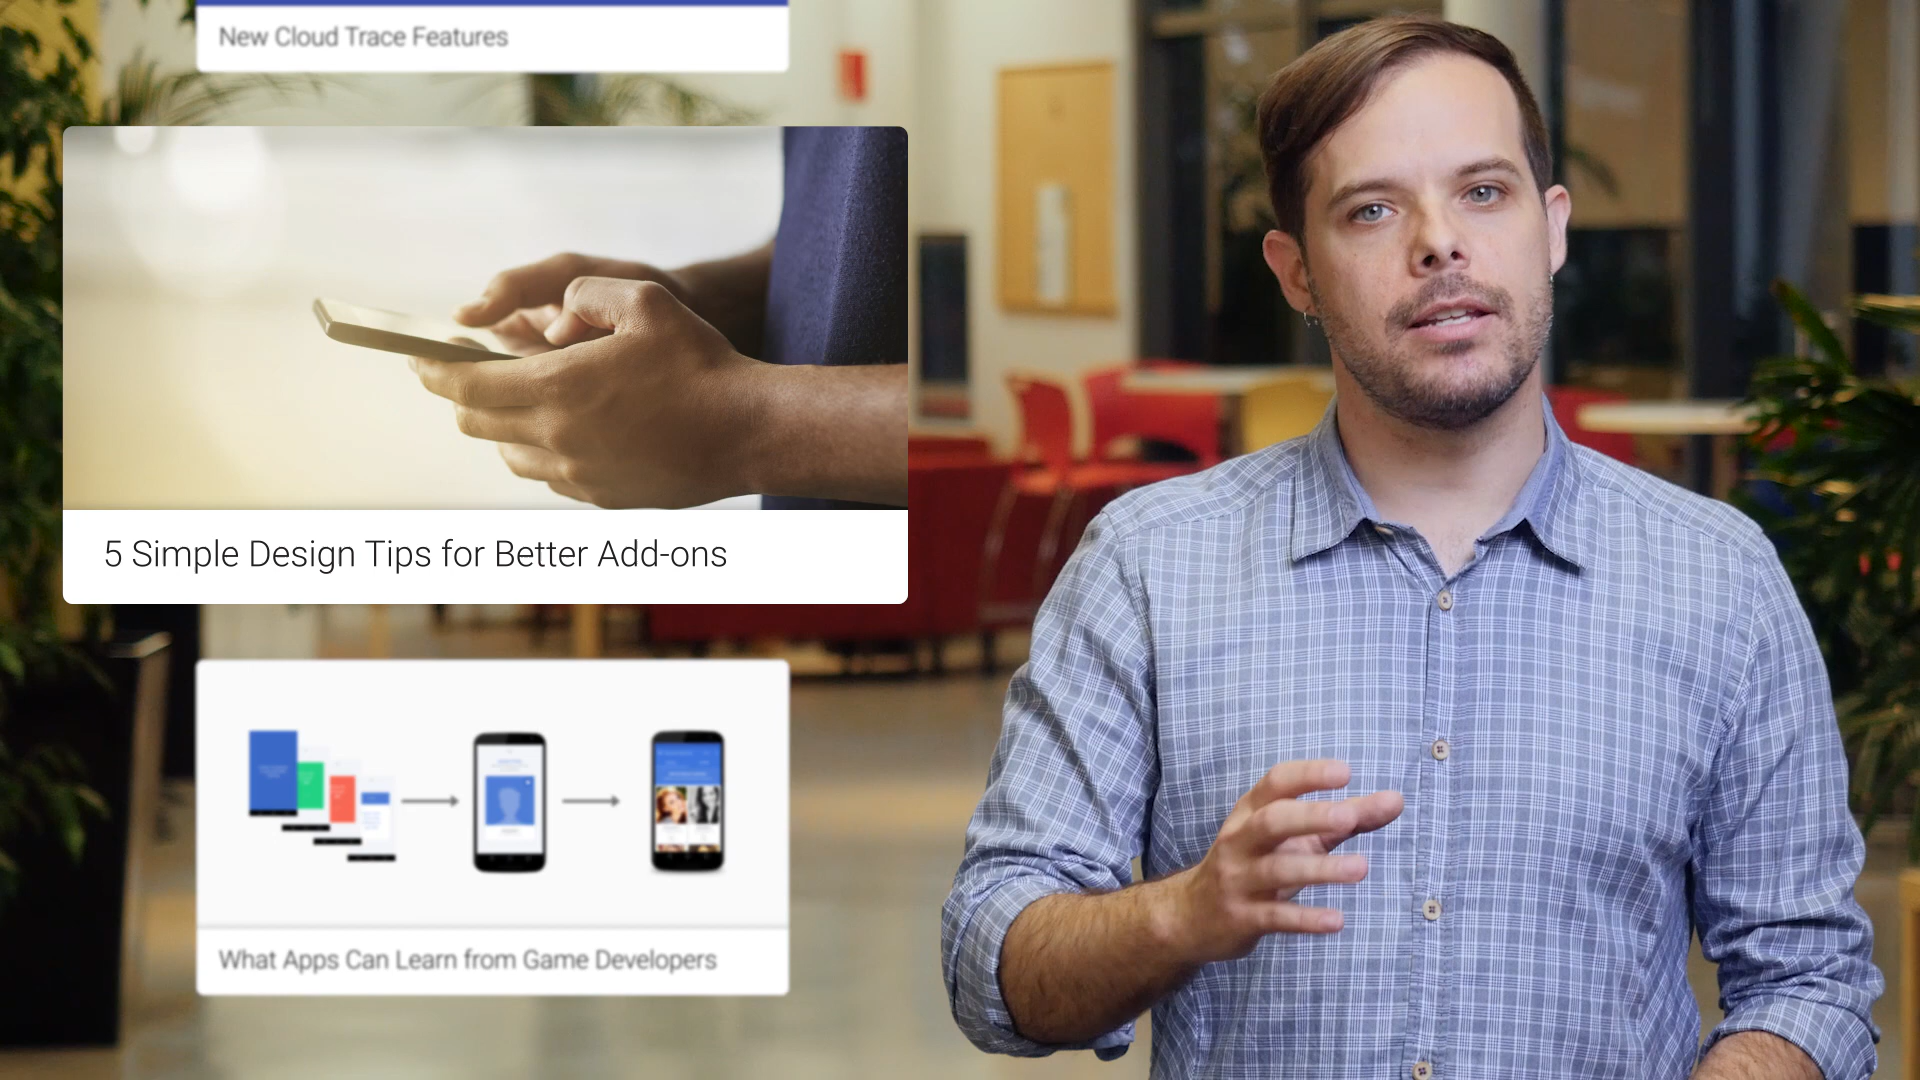 New Cloud Trace Features
5 Simple Design Tips for Better Add-ons
What Apps Can Learn from Game Developers